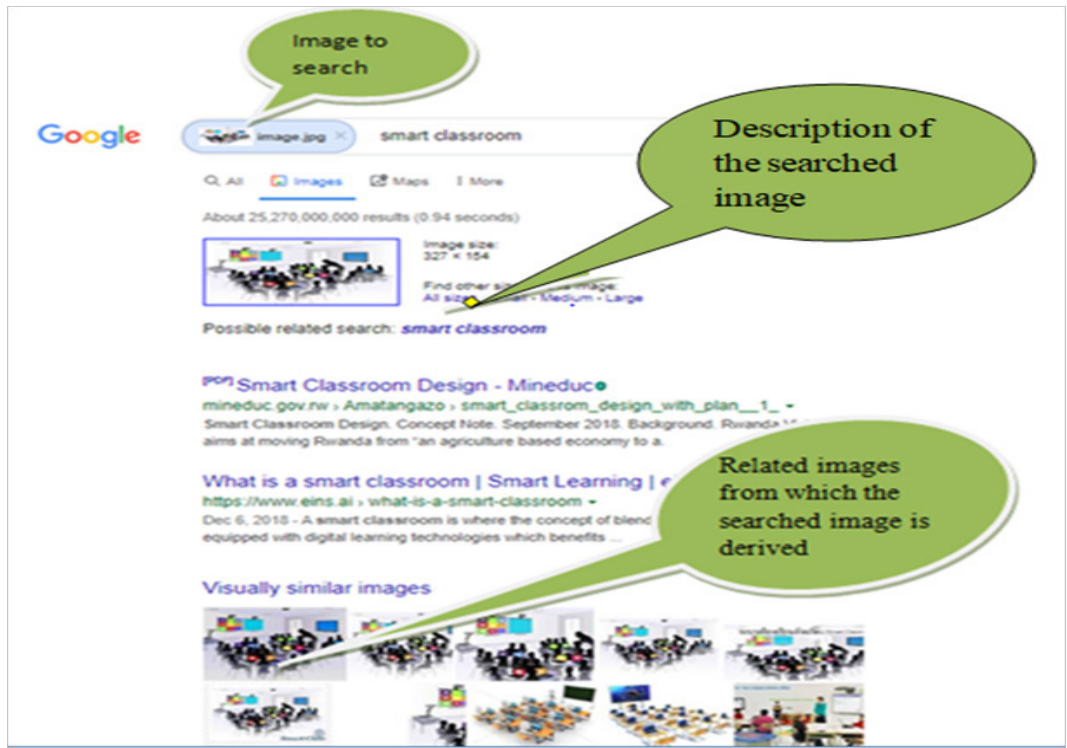 Image to
search
Google
image.jpg × smart classroom
Description of
the searched
image
All Images Maps More
About 25,270,000,000 results (0.94 seconds)
Image size:
327 × 154
Find other image:
All Medium - Large
Possible related search: smart classroom
[PDF] Smart Classroom Design - Mineduc
mineduc.gov.rw › Amatangazo › smart_classrom_design_with_plan__1_
Smart Classroom Design. Concept Note. September 2018. Background. Rwanda
aims at moving Rwanda from "an agriculture based economy to a.
Related images
from which the
searched image is
derived
What is a smart classroom | Smart Learning |
https://www.eins.ai › what-is-a-smart-classroom
Dec 6, 2018 - A smart classroom is where the concept of blend
equipped with digital learning technologies which benefits ...
Visually similar images